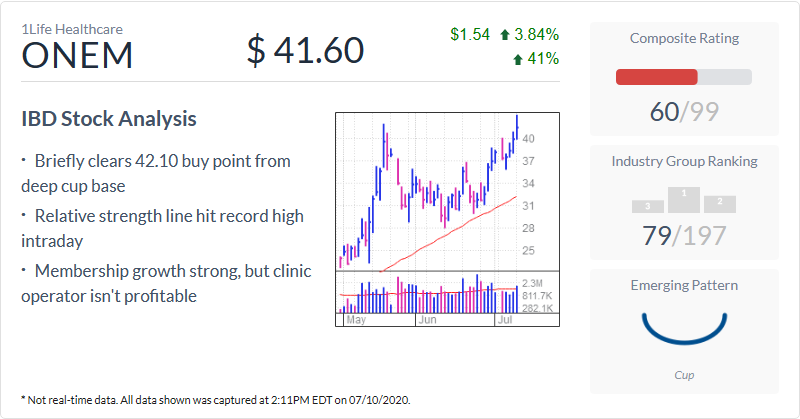 1Life Healthcare
ONEM
$ 41.60
$1.54 ⬆ 3.84%
⬆ 41%
IBD Stock Analysis
· Briefly clears 42.10 buy point from
deep cup base
· Relative strength line hit record high
intraday
· Membership growth strong, but clinic
operator isn't profitable
40
37
34
31
28
25
2.3M
811.7K
282.1K
May
Jun
Jul
* Not real-time data. All data shown was captured at 2:11PM EDT on 07/10/2020.
Composite Rating
60/99
Industry Group Ranking
3
1
2
79/197
Emerging Pattern
Cup